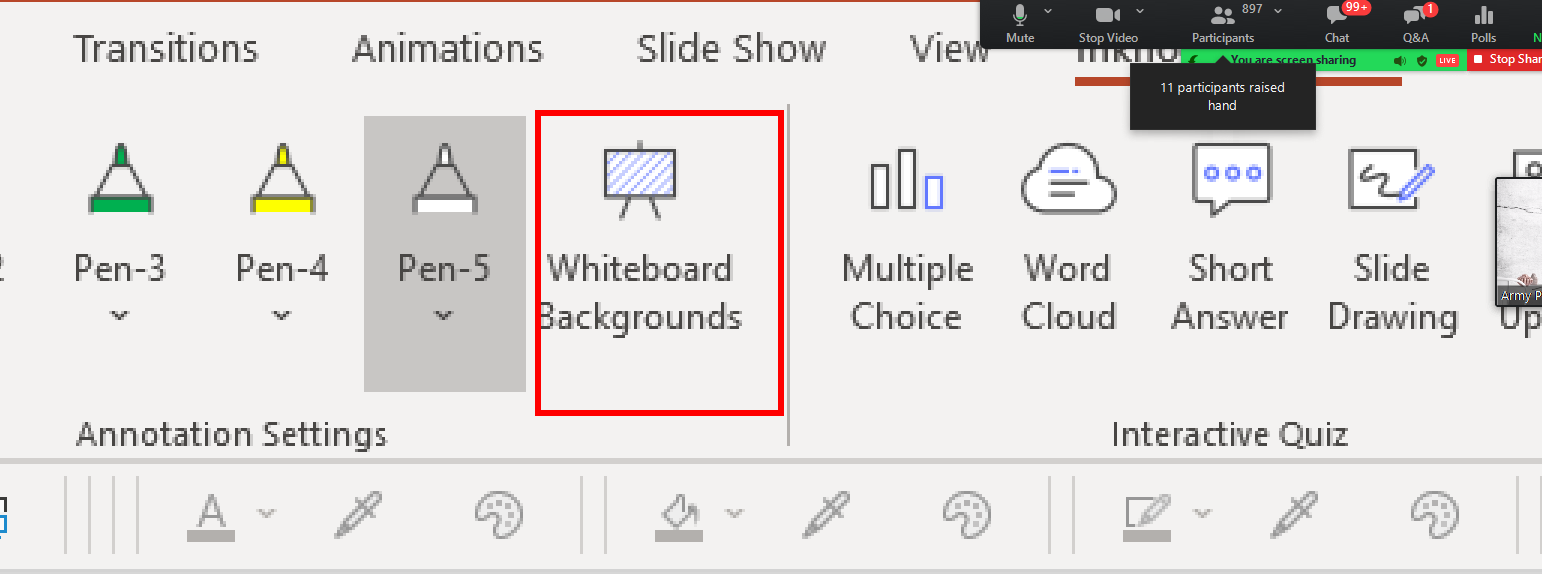 Transitions Animations Slide Show View
897 99+ 1
Mute Stop Video Participants Chat Q&A Polls
You are screen sharing LIVE Stop Shar
11 participants raised
hand
Pen-3 Pen-4 Pen-5 Whiteboard Backgrounds Multiple Choice Word Cloud Short Answer Slide Drawing
Army P
Annotation Settings Interactive Quiz
A